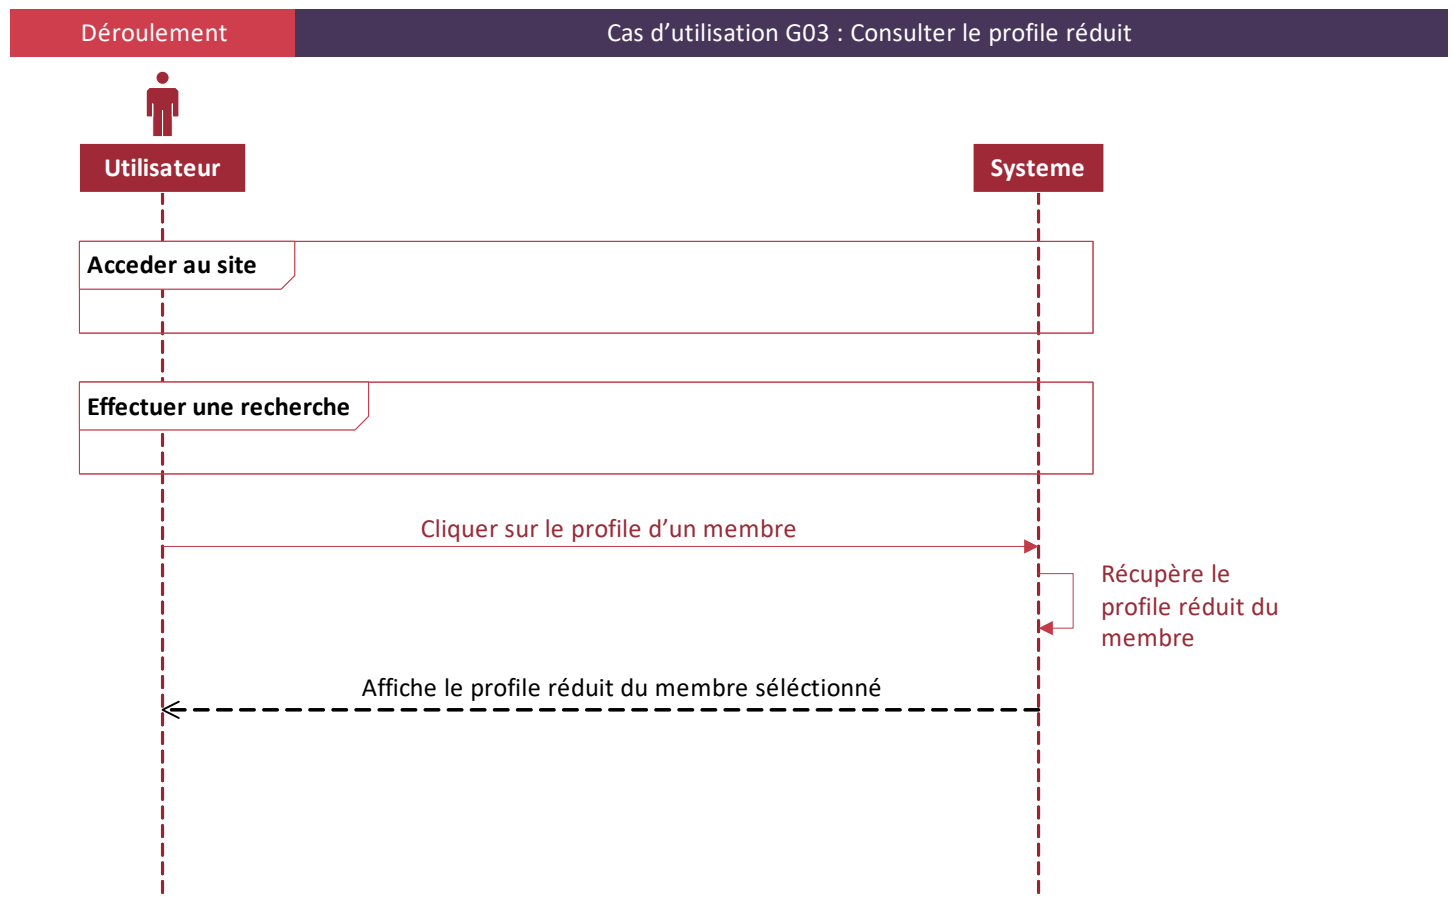 Déroulement
Cas d’utilisation G03 : Consulter le profile réduit
Utilisateur
Systeme
Acceder au site
Effectuer une recherche
Cliquer sur le profile d’un membre
Récupère le
profile réduit du
membre
Affiche le profile réduit du membre séléctionné